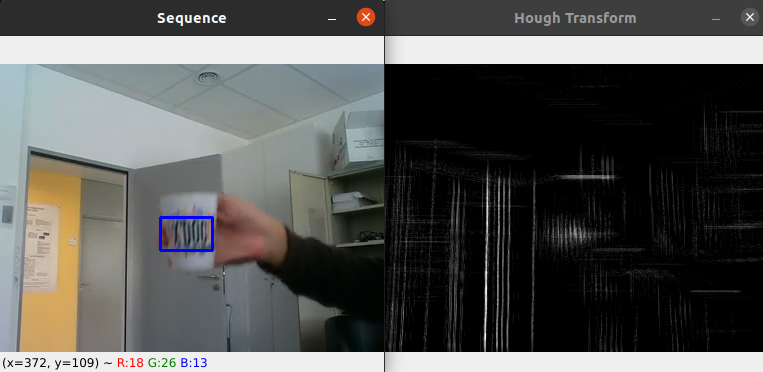 Sequence
Hough Transform
(x=372, y=109) ~ R:18 G:26 B:13